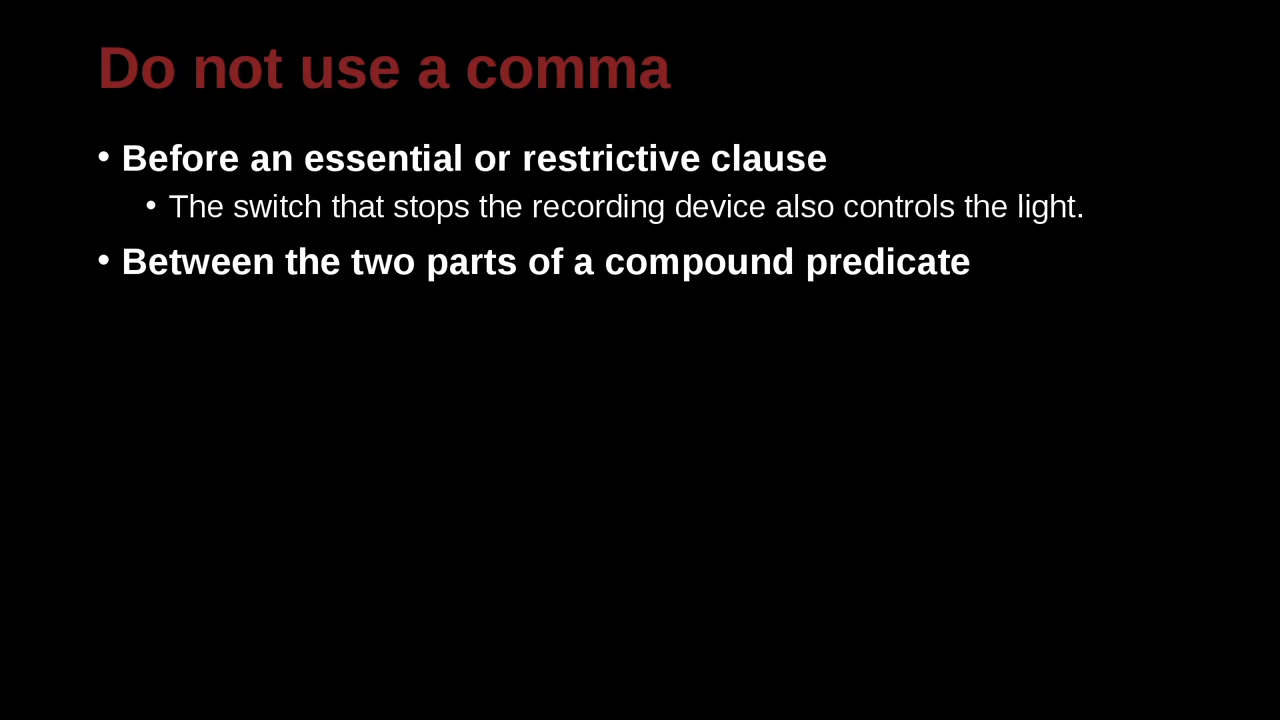 Do not use a comma
• Before an essential or restrictive clause
• The switch that stops the recording device also controls the light.
• Between the two parts of a compound predicate